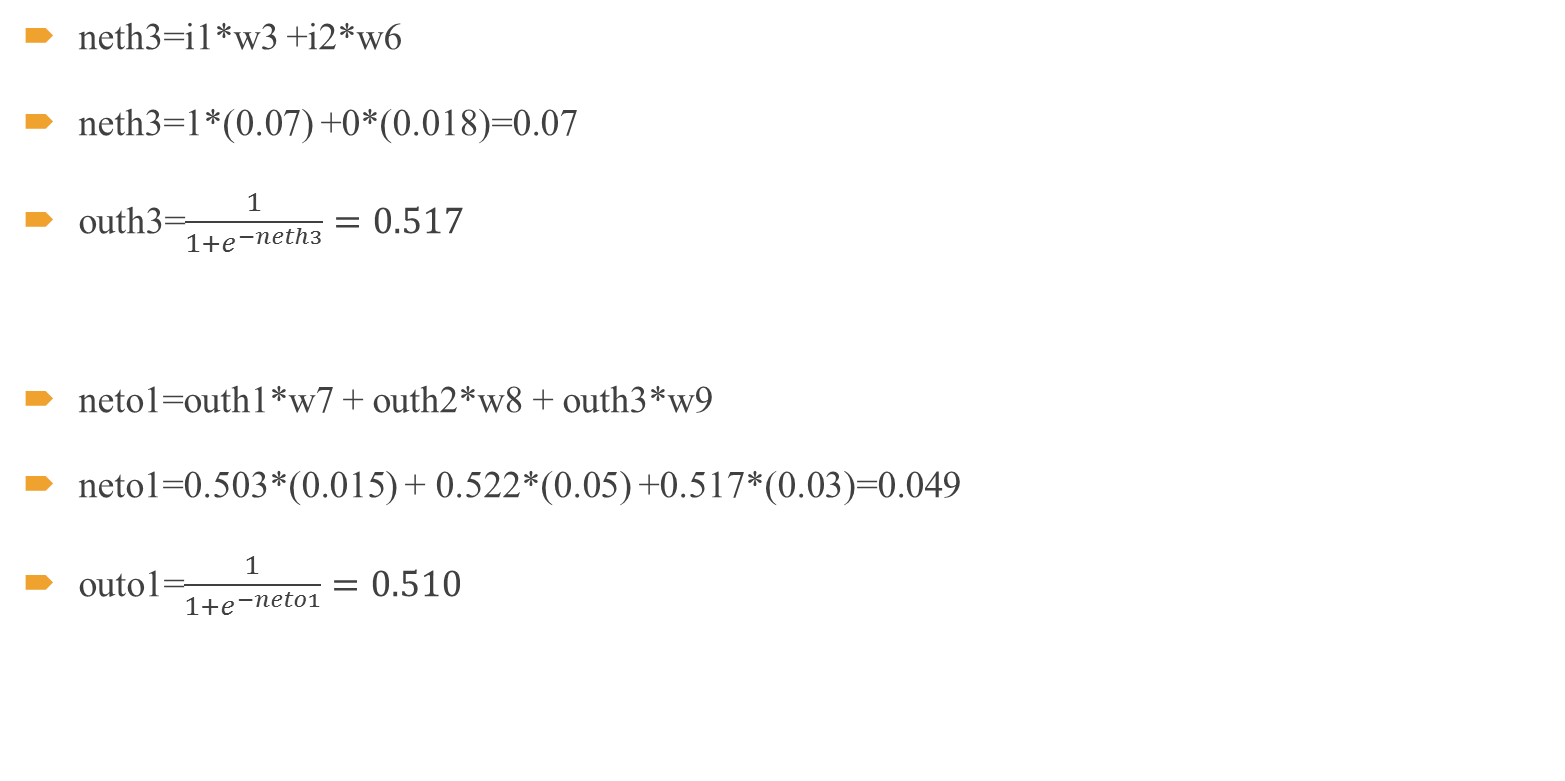 neth3=i1*w3 +i2*w6
neth3=1*(0.07) +0*(0.018)=0.07
outh3=\frac{1}{1+e^{-neth3}} = 0.517
neto1=outh1*w7 + outh2*w8 + outh3*w9
neto1=0.503*(0.015) + 0.522*(0.05) +0.517*(0.03)=0.049
outo1=\frac{1}{1+e^{-neto1}} = 0.510